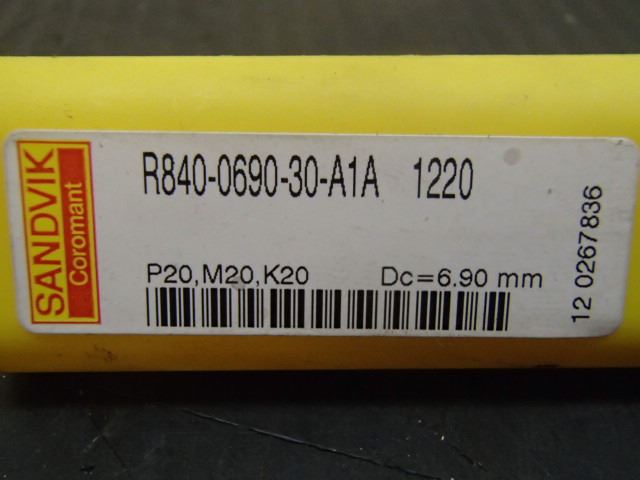 SANDVIK
Coromant
R840-0690-30-A1A 1220
P20,M20,K20 Dc=6.90 mm
12 0267836